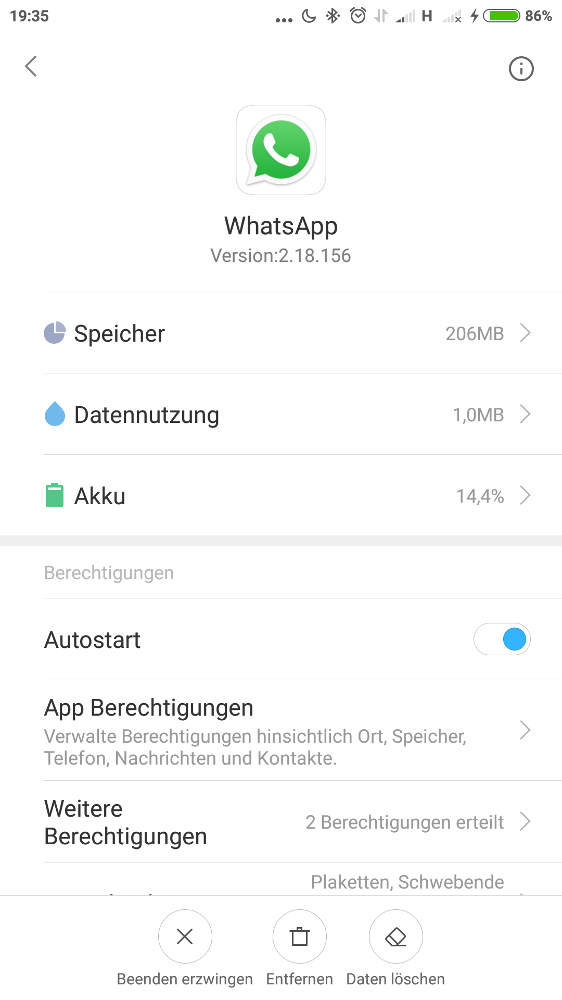 19:35
... H 86%
WhatsApp
Version:2.18.156
Speicher 206MB
Datennutzung 1,0MB
Akku 14,4%
Berechtigungen
Autostart
App Berechtigungen
Verwalte Berechtigungen hinsichtlich Ort, Speicher,
Telefon, Nachrichten und Kontakte.
Weitere
Berechtigungen
2 Berechtigungen erteilt
Plaketten, Schwebende
Beenden erzwingen Entfernen Daten löschen